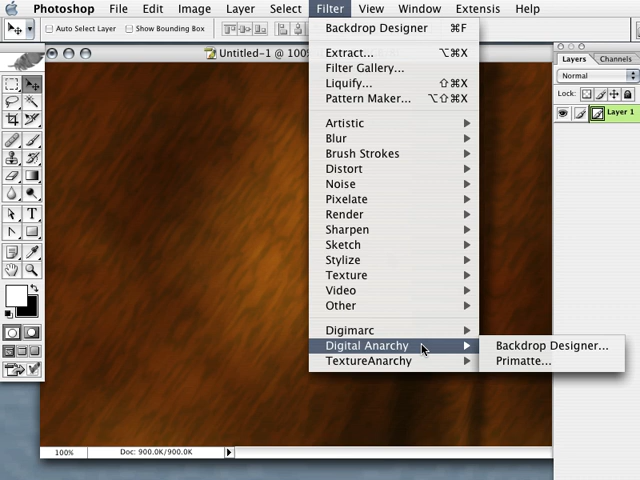 Photoshop File Edit Image Layer Select Filter View Window Extensis Help
Auto Select Layer Show Bounding Box
Untitled-1 @ 100%
Backdrop Designer ⌘F
Extract... ⌥⌘X
Filter Gallery...
Liquify... ⇧⌘X
Pattern Maker... ⌥⇧⌘X
Artistic
Blur
Brush Strokes
Distort
Noise
Pixelate
Render
Sharpen
Sketch
Stylize
Texture
Video
Other
Digimarc
Digital Anarchy
TextureAnarchy
Backdrop Designer...
Primatte...
Layers Channels
Normal
Lock:
Layer 1
100% Doc: 900.0K/900.0K